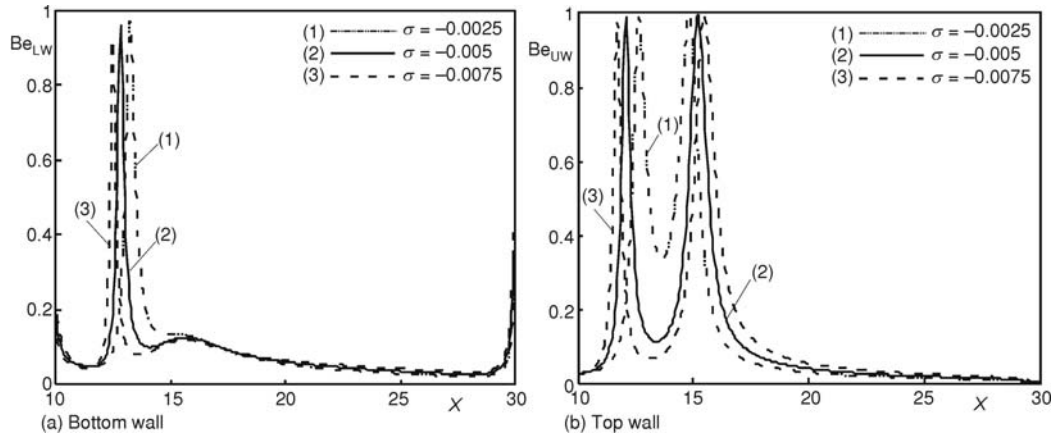 1
Be_LW
0.8
0.6
0.4
0.2
0
10
15
20
25
X
30
(1) σ = –0.0025
(2) σ = –0.005
(3) σ = –0.0075
(1)
(3)
(2)
(a) Bottom wall
1
Be_UW
0.8
0.6
0.4
0.2
0
10
15
20
25
X
30
(1) σ = –0.0025
(2) σ = –0.005
(3) σ = –0.0075
(1)
(3)
(2)
(b) Top wall